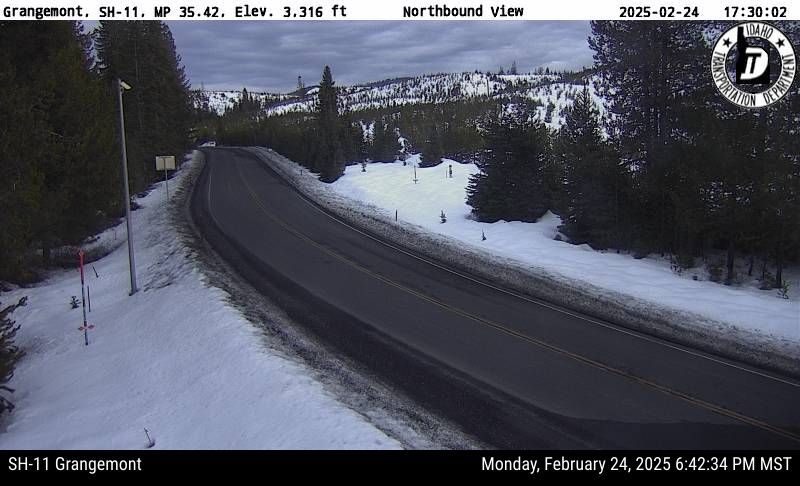 Grangemont, SH-11, MP 35.42, Elev. 3,316 ft Northbound View 2025-02-24 17:30:02
IDAHO
TRANSPORTATION DEPARTMENT
SH-11 Grangemont Monday, February 24, 2025 6:42:34 PM MST